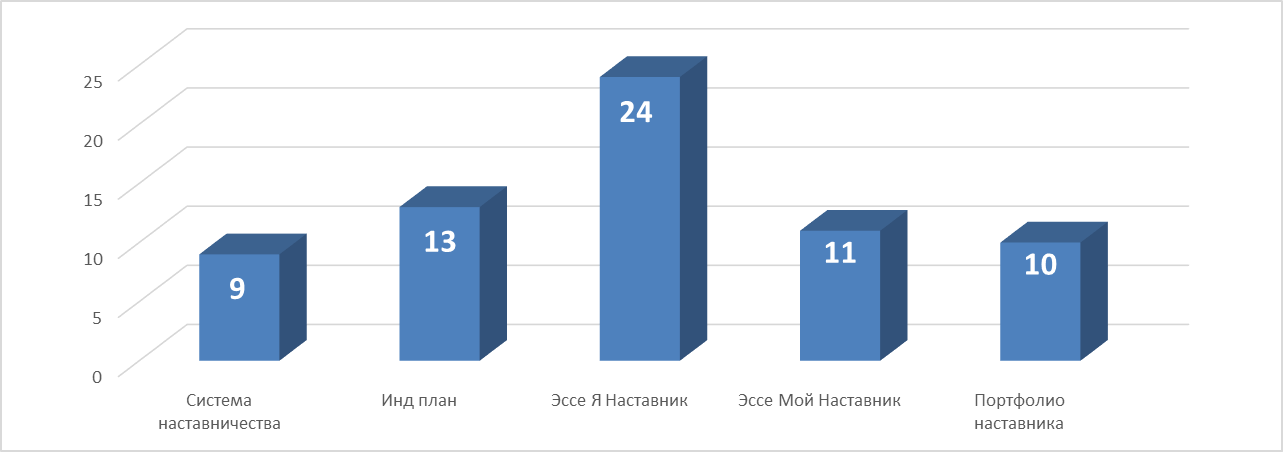 25
20
15
10
5
0
9
13
24
11
10
Система
наставничества
Инд план
Эссе Я Наставник
Эссе Мой Наставник
Портфолио
наставника